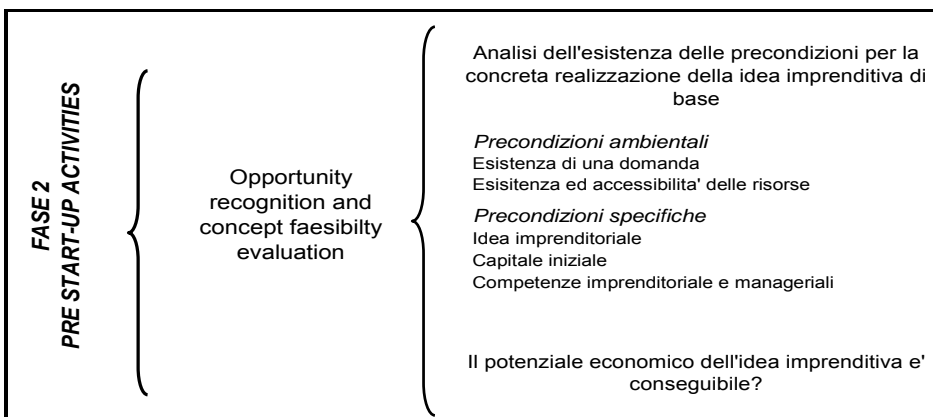 FASE 2
PRE START-UP ACTIVITIES
Opportunity
recognition and
concept faesibilty
evaluation
Analisi dell'esistenza delle precondizioni per la
concreta realizzazione della idea imprenditiva di
base
Precondizioni ambientali
Esistenza di una domanda
Esisitenza ed accessibilita' delle risorse
Precondizioni specifiche
Idea imprenditoriale
Capitale iniziale
Competenze imprenditoriale e manageriali
Il potenziale economico dell'idea imprenditiva e'
conseguibile?